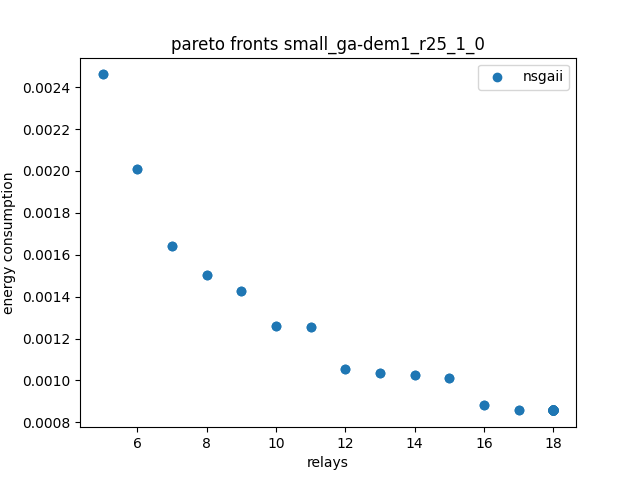 pareto fronts small_ga-dem1_r25_1_0
nsgaii
energy consumption
0.0024
0.0022
0.0020
0.0018
0.0016
0.0014
0.0012
0.0010
0.0008
6 8 10 12 14 16 18
relays